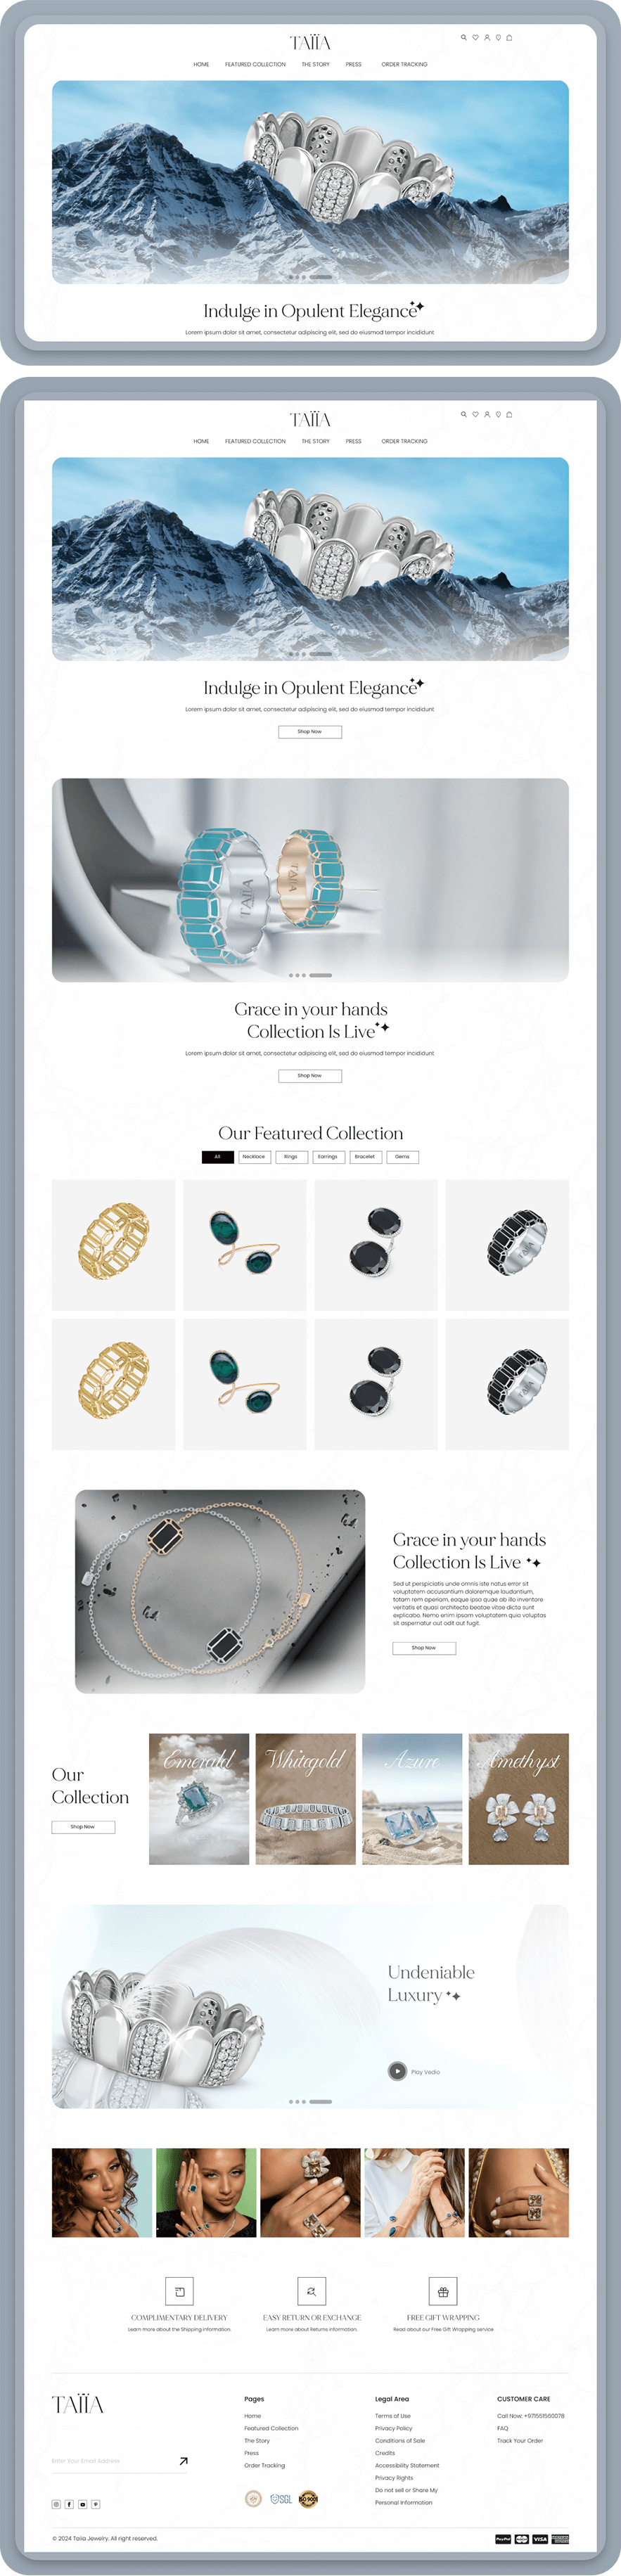 TAÏÏA
HOME FEATURED COLLECTION THE STORY PRESS ORDER TRACKING
Indulge in Opulent Elegance
Lorem ipsum dolor sit amet, consectetur adipiscing elit, sed do eiusmod tempor incididunt
TAÏÏA
HOME FEATURED COLLECTION THE STORY PRESS ORDER TRACKING
Indulge in Opulent Elegance
Lorem ipsum dolor sit amet, consectetur adipiscing elit, sed do eiusmod tempor incididunt
Shop Now
TAÏÏA
TAÏÏA
Grace in your hands
Collection Is Live
Lorem ipsum dolor sit amet, consectetur adipiscing elit, sed do eiusmod tempor incididunt
Shop Now
Our Featured Collection
All Necklace Rings Earrings Bracelet Gems
Grace in your hands
Collection Is Live
Sed ut perspiciatis unde omnis iste natus error sit
voluptatem accusantium doloremque laudantium,
totam rem aperiam, eaque ipsa quae ab illo inventore
veritatis et quasi architecto beatae vitae dicta sunt
explicabo. Nemo enim ipsam voluptatem quia voluptas
sit aspernatur aut odit aut fugit.
Shop Now
Our
Collection
Shop Now
Emerald
Whitegold
Azure
Amethyst
Undeniable
Luxury
Play Vedio
COMPLIMENTARY DELIVERY
Learn more about the Shipping information.
EASY RETURN OR EXCHANGE
Learn more about Returns Information.
FREE GIFT WRAPPING
Read about our Free Gift Wrapping service
TAÏÏA
Enter Your Email Address
Pages
Home
Featured Collection
The Story
Press
Order Tracking
SGL
ISO 9001
Legal Area
Terms of Use
Privacy Policy
Conditions of Sale
Credits
Accessibility Statement
Privacy Rights
Do not sell or Share My
Personal Information
CUSTOMER CARE
Call Now: +971551560078
FAQ
Track Your Order
© 2024 Taiia Jewelry. All right reserved.
PayPal
VISA